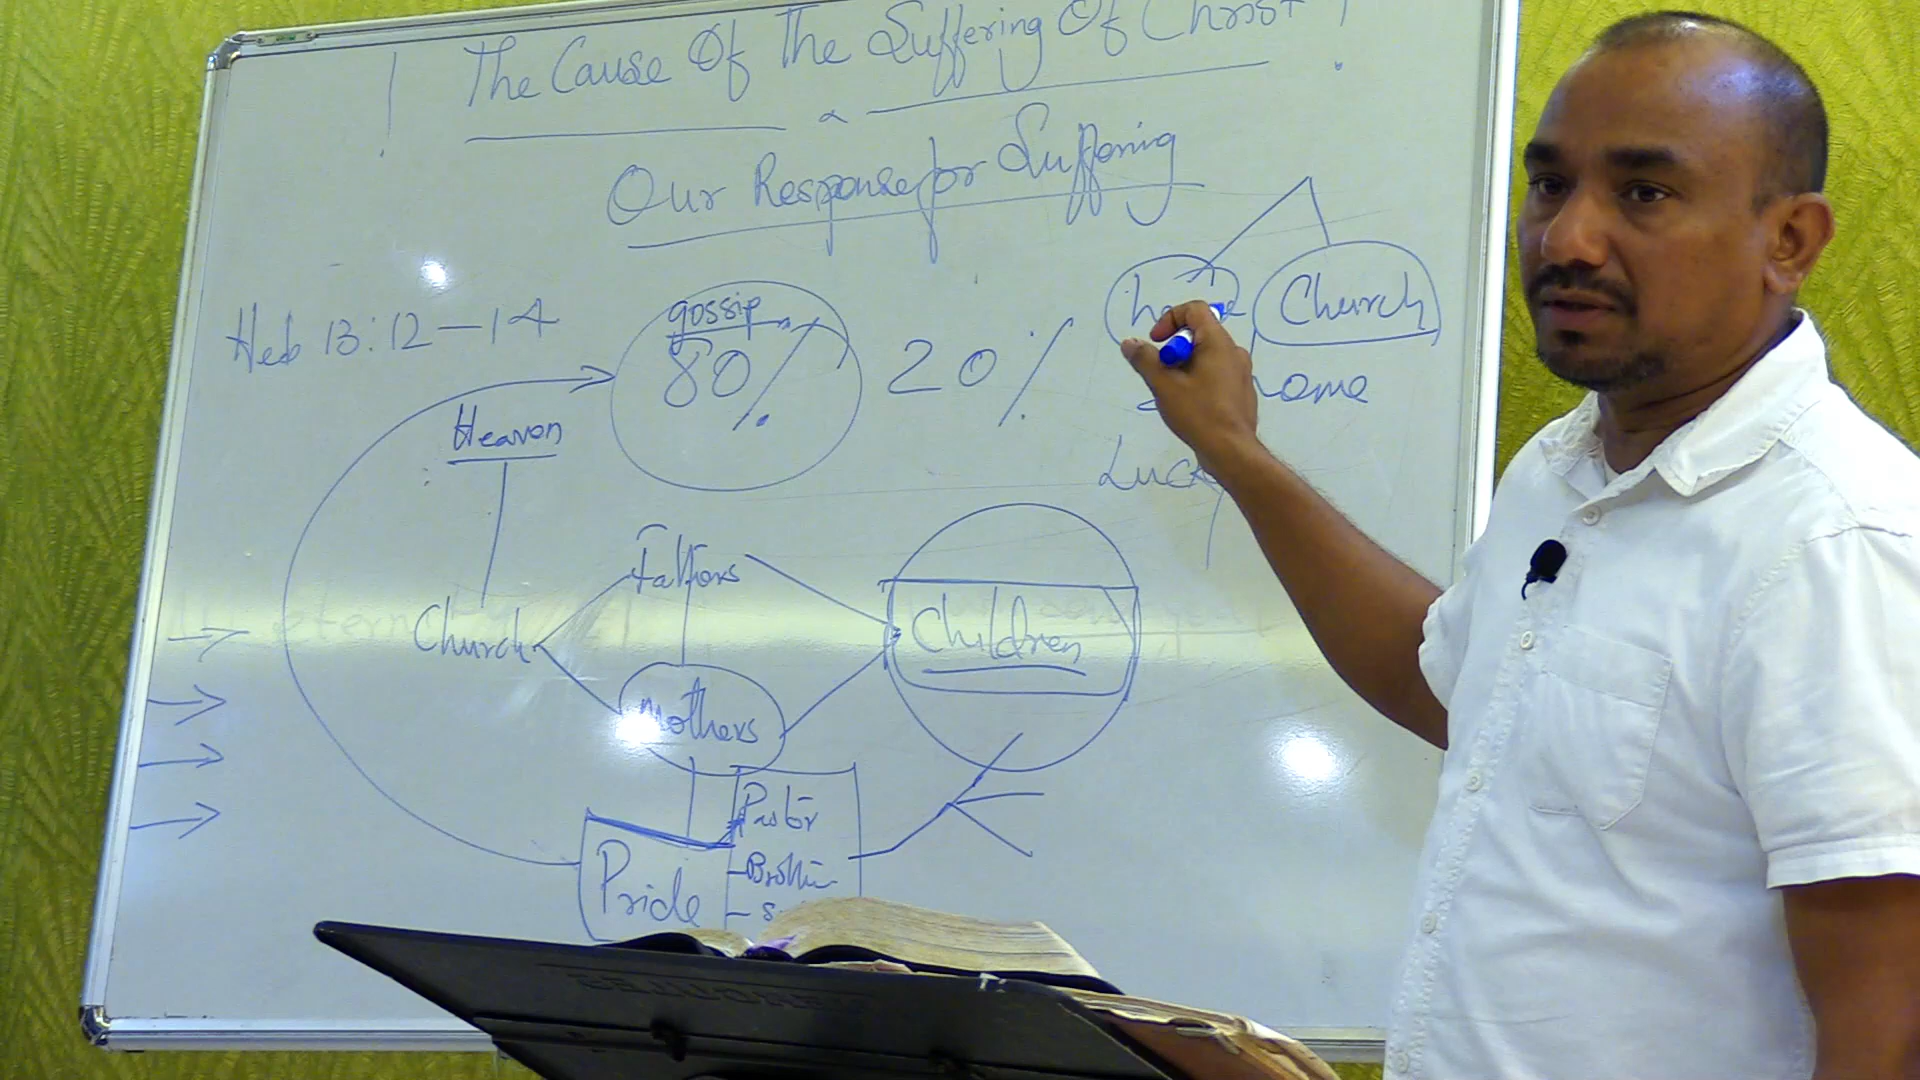 ! The Cause Of The Suffering Of Christ!
Our Response for Suffering
Heb 13:12-14
gossip
80%
20%
Church
Heaven
Lucky
Fathers
Church
Children
Mothers
Pastor
Pride